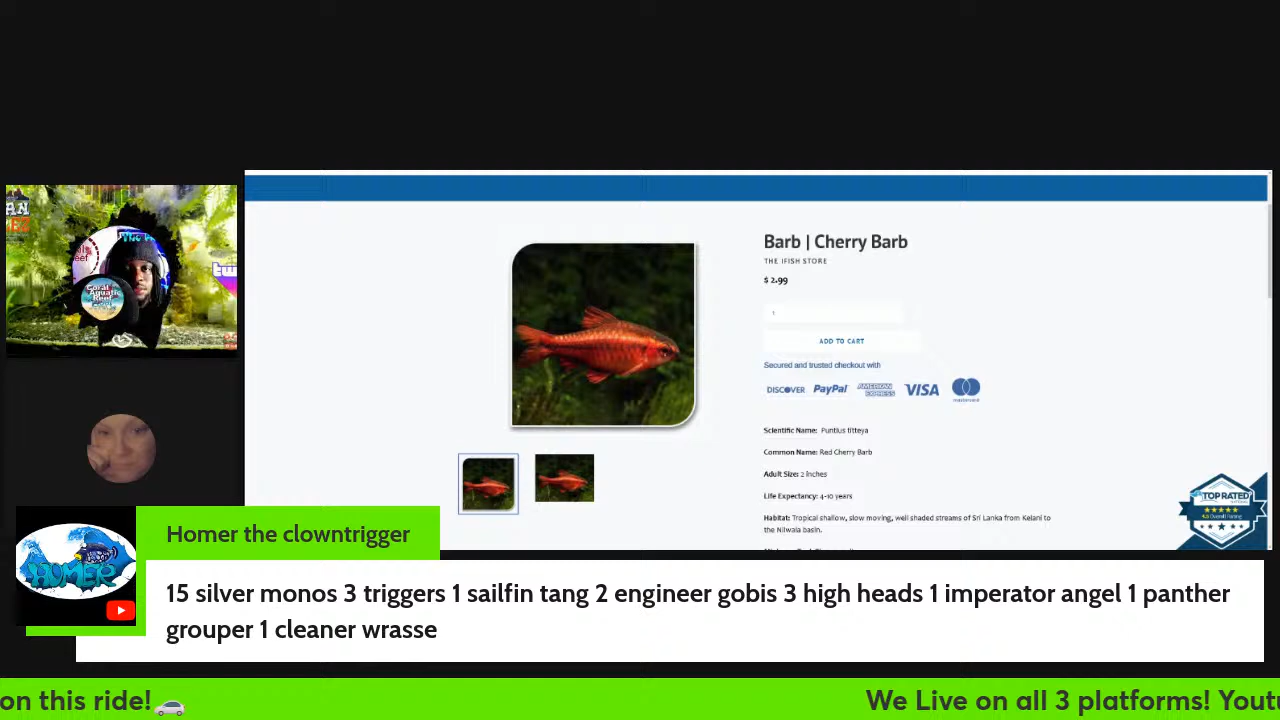 Barb | Cherry Barb
THE IFISH STORE
$ 2.99
1
ADD TO CART
Secured and trusted checkout with
DISCOVER PayPal AMERICAN EXPRESS VISA mastercard
Scientific Name: Puntius titteya
Common Name: Red Cherry Barb
Adult Size: 2 Inches
Life Expectancy: 4-10 years
Habitat: Tropical shallow, slow moving, well shaded streams of Sri Lanka from Kelani to
the Nilwala basin.
TOP RATED
Coral
Aquatic
Reef
HOMER
Homer the clowntrigger
15 silver monos 3 triggers 1 sailfin tang 2 engineer gobis 3 high heads 1 imperator angel 1 panther
grouper 1 cleaner wrasse
on this ride! We Live on all 3 platforms! Yout